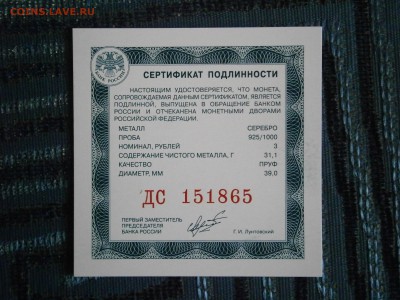 COINS.LAVE.RU
БАНК РОССИИ
СЕРТИФИКАТ ПОДЛИННОСТИ
НАСТОЯЩИМ УДОСТОВЕРЯЕТСЯ, ЧТО МОНЕТА,
СОПРОВОЖДАЕМАЯ ДАННЫМ СЕРТИФИКАТОМ, ЯВЛЯЕТСЯ
ПОДЛИННОЙ, ВЫПУЩЕНА В ОБРАЩЕНИЕ БАНКОМ
РОССИИ И ОТЧЕКАНЕНА МОНЕТНЫМИ ДВОРАМИ
РОССИЙСКОЙ ФЕДЕРАЦИИ.
МЕТАЛЛ СЕРЕБРО
ПРОБА 925/1000
НОМИНАЛ, РУБЛЕЙ 3
СОДЕРЖАНИЕ ЧИСТОГО МЕТАЛЛА, Г 31,1
КАЧЕСТВО ПРУФ
ДИАМЕТР, ММ 39,0
ДС 151865
ПЕРВЫЙ ЗАМЕСТИТЕЛЬ
ПРЕДСЕДАТЕЛЯ
БАНКА РОССИИ Г.И. Лунтовский